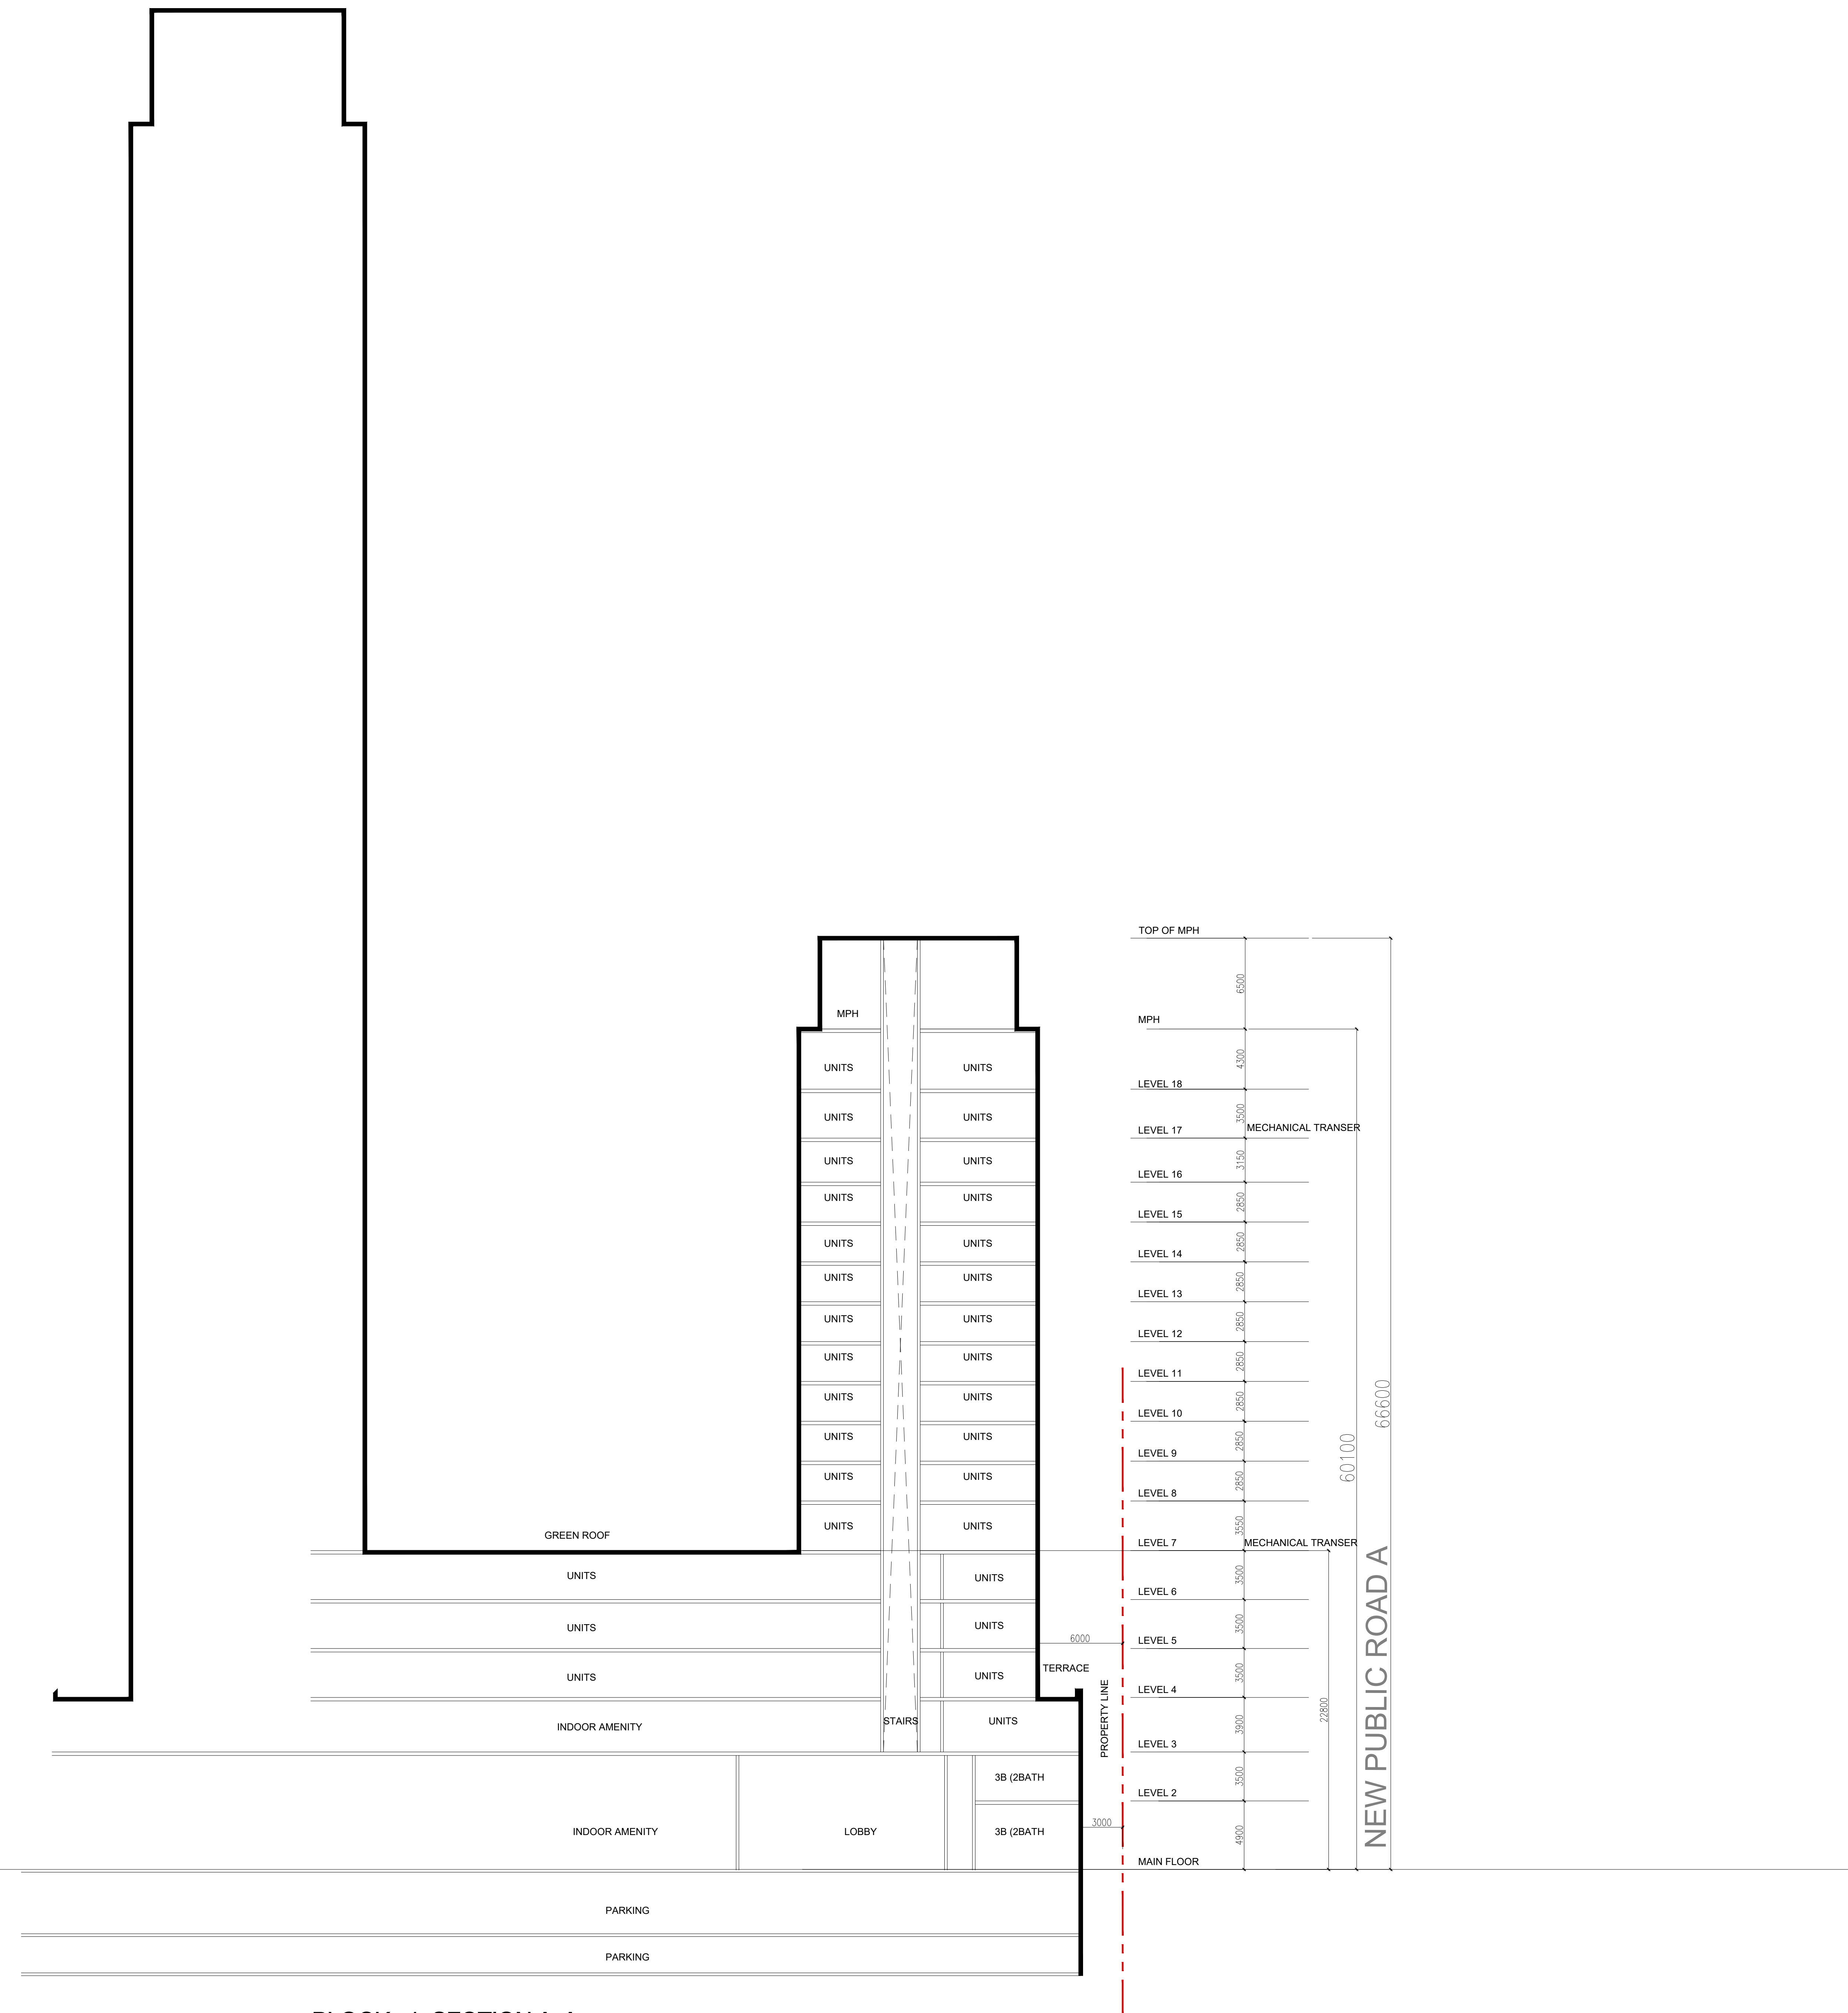 TOP OF MPH
6500
MPH
MPH
4300
UNITS UNITS
LEVEL 18
3500
UNITS UNITS
LEVEL 17 MECHANICAL TRANSER
3150
UNITS UNITS
LEVEL 16
2850
UNITS UNITS
LEVEL 15
2850
UNITS UNITS
LEVEL 14
2850
UNITS UNITS
LEVEL 13
2850
UNITS UNITS
LEVEL 12
2850
UNITS UNITS
LEVEL 11
2850
UNITS UNITS
LEVEL 10
2850
UNITS UNITS
LEVEL 9
2850
UNITS UNITS
LEVEL 8
3550
UNITS UNITS
GREEN ROOF
LEVEL 7 MECHANICAL TRANSER
3500
UNITS UNITS
LEVEL 6
3500
UNITS UNITS
6000
LEVEL 5
3500
UNITS UNITS
TERRACE
LEVEL 4
3900
INDOOR AMENITY STAIRS UNITS
PROPERTY LINE
LEVEL 3
3500
3B (2BATH
LEVEL 2
4900
INDOOR AMENITY LOBBY 3B (2BATH
3000
MAIN FLOOR
22800
60100
66600
NEW PUBLIC ROAD A
PARKING
PARKING